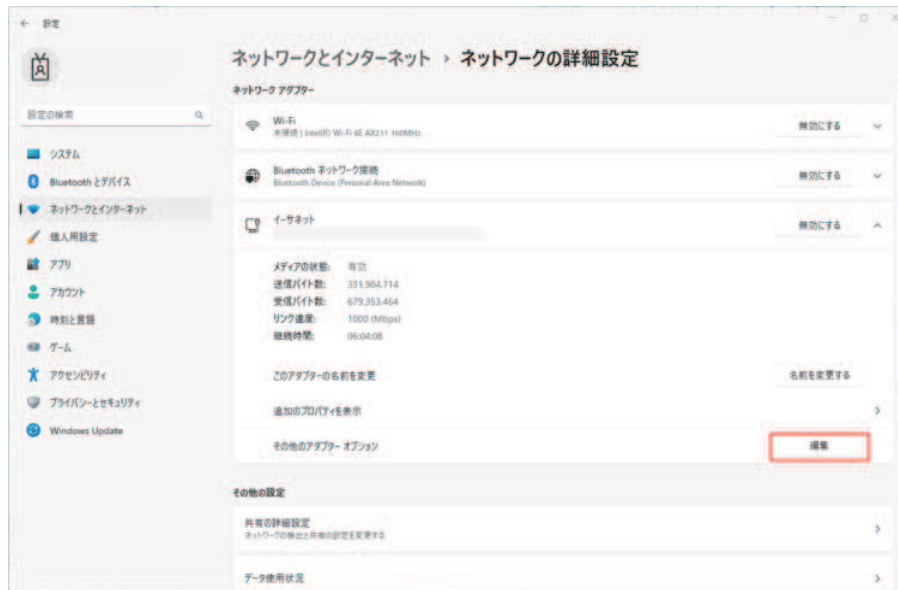 設定
ネットワークとインターネット › ネットワークの詳細設定
ネットワーク アダプター
設定の検索
システム
Bluetooth とデバイス
ネットワークとインターネット
個人用設定
アプリ
アカウント
時刻と言語
ゲーム
アクセシビリティ
プライバシーとセキュリティ
Windows Update
Wi-Fi
未接続 | Intel(R) Wi-Fi 6E AX211 160MHz
無効にする
Bluetooth ネットワーク接続
Bluetooth Device (Personal Area Network)
無効にする
イーサネット
無効にする
メディアの状態: 有効
送信バイト数: 331,904,714
受信バイト数: 679,353,464
リンク速度: 1000 (Mbps)
継続時間: 06:04:08
このアダプターの名前を変更
名前を変更する
追加のプロパティを表示
その他のアダプター オプション
編集
その他の設定
共有の詳細設定
ネットワークの検出と共有の設定を変更する
データ使用状況